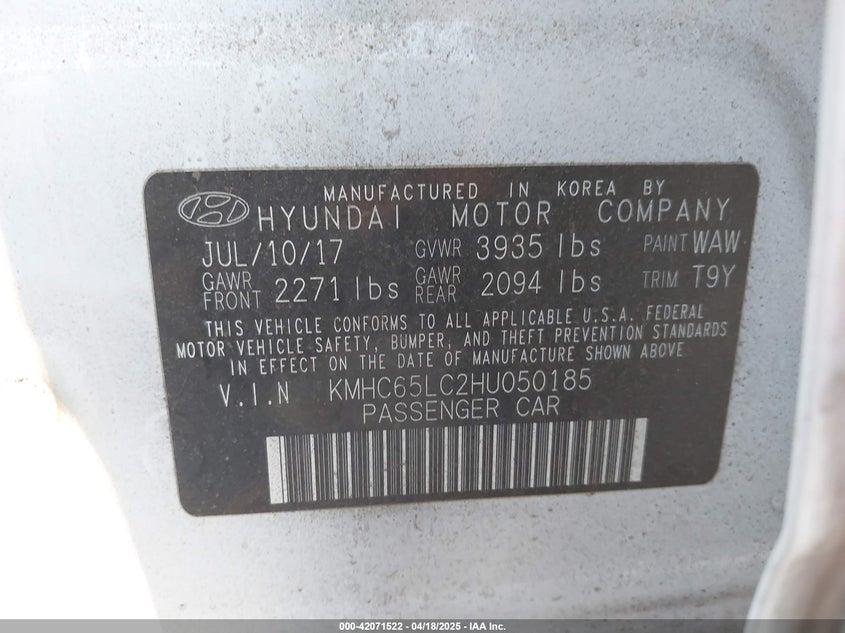 MANUFACTURED IN KOREA BY
HYUNDAI MOTOR COMPANY
JUL/10/17 GVWR 3935 lbs PAINT WAW
GAWR FRONT 2271 lbs GAWR REAR 2094 lbs TRIM T9Y
THIS VEHICLE CONFORMS TO ALL APPLICABLE U.S.A. FEDERAL
MOTOR VEHICLE SAFETY, BUMPER, AND THEFT PREVENTION STANDARDS
IN EFFECT ON THE DATE OF MANUFACTURE SHOWN ABOVE.
V.I.N KMHC65LC2HU050185
PASSENGER CAR
000-42071522 - 04/18/2025 - IAA Inc.